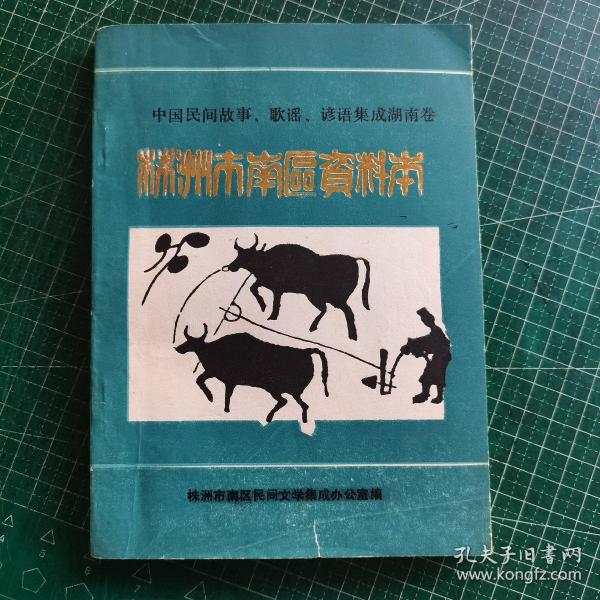 中国民间故事、歌谣、谚语集成湖南卷
株洲市南區資料本
株洲市南区民间文学集成办公室编
孔夫子旧书网
www.kongfz.com